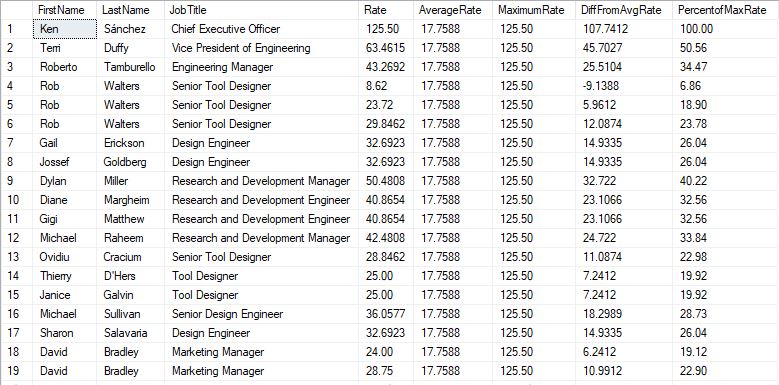 FirstName LastName JobTitle Rate AverageRate MaximumRate DiffFromAvgRate PercentofMaxRate
1 Ken Sánchez Chief Executive Officer 125.50 17.7588 125.50 107.7412 100.00
2 Terri Duffy Vice President of Engineering 63.4615 17.7588 125.50 45.7027 50.56
3 Roberto Tamburello Engineering Manager 43.2692 17.7588 125.50 25.5104 34.47
4 Rob Walters Senior Tool Designer 8.62 17.7588 125.50 -9.1388 6.86
5 Rob Walters Senior Tool Designer 23.72 17.7588 125.50 5.9612 18.90
6 Rob Walters Senior Tool Designer 29.8462 17.7588 125.50 12.0874 23.78
7 Gail Erickson Design Engineer 32.6923 17.7588 125.50 14.9335 26.04
8 Jossef Goldberg Design Engineer 32.6923 17.7588 125.50 14.9335 26.04
9 Dylan Miller Research and Development Manager 50.4808 17.7588 125.50 32.722 40.22
10 Diane Margheim Research and Development Engineer 40.8654 17.7588 125.50 23.1066 32.56
11 Gigi Matthew Research and Development Engineer 40.8654 17.7588 125.50 23.1066 32.56
12 Michael Raheem Research and Development Manager 42.4808 17.7588 125.50 24.722 33.84
13 Ovidiu Cracium Senior Tool Designer 28.8462 17.7588 125.50 11.0874 22.98
14 Thierry D'Hers Tool Designer 25.00 17.7588 125.50 7.2412 19.92
15 Janice Galvin Tool Designer 25.00 17.7588 125.50 7.2412 19.92
16 Michael Sullivan Senior Design Engineer 36.0577 17.7588 125.50 18.2989 28.73
17 Sharon Salavaria Design Engineer 32.6923 17.7588 125.50 14.9335 26.04
18 David Bradley Marketing Manager 24.00 17.7588 125.50 6.2412 19.12
19 David Bradley Marketing Manager 28.75 17.7588 125.50 10.9912 22.90